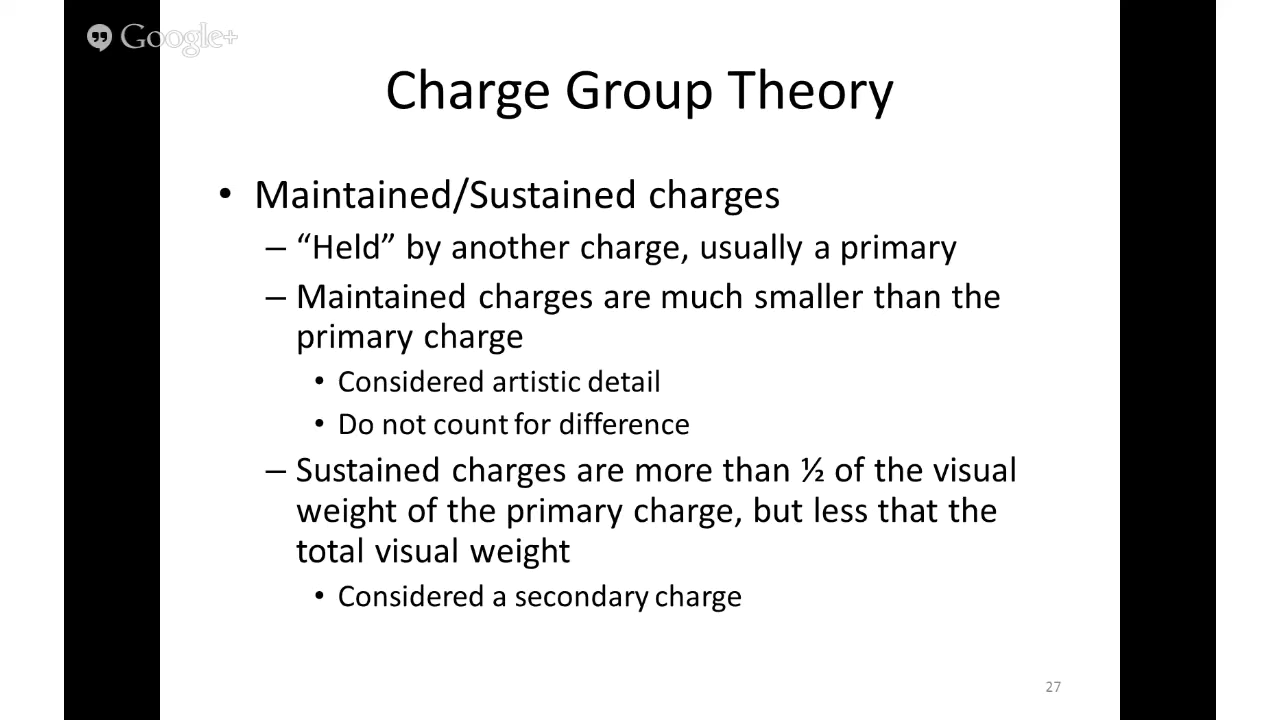 Google+
Charge Group Theory
• Maintained/Sustained charges
– “Held” by another charge, usually a primary
– Maintained charges are much smaller than the
primary charge
• Considered artistic detail
• Do not count for difference
– Sustained charges are more than ½ of the visual
weight of the primary charge, but less that the
total visual weight
• Considered a secondary charge
27